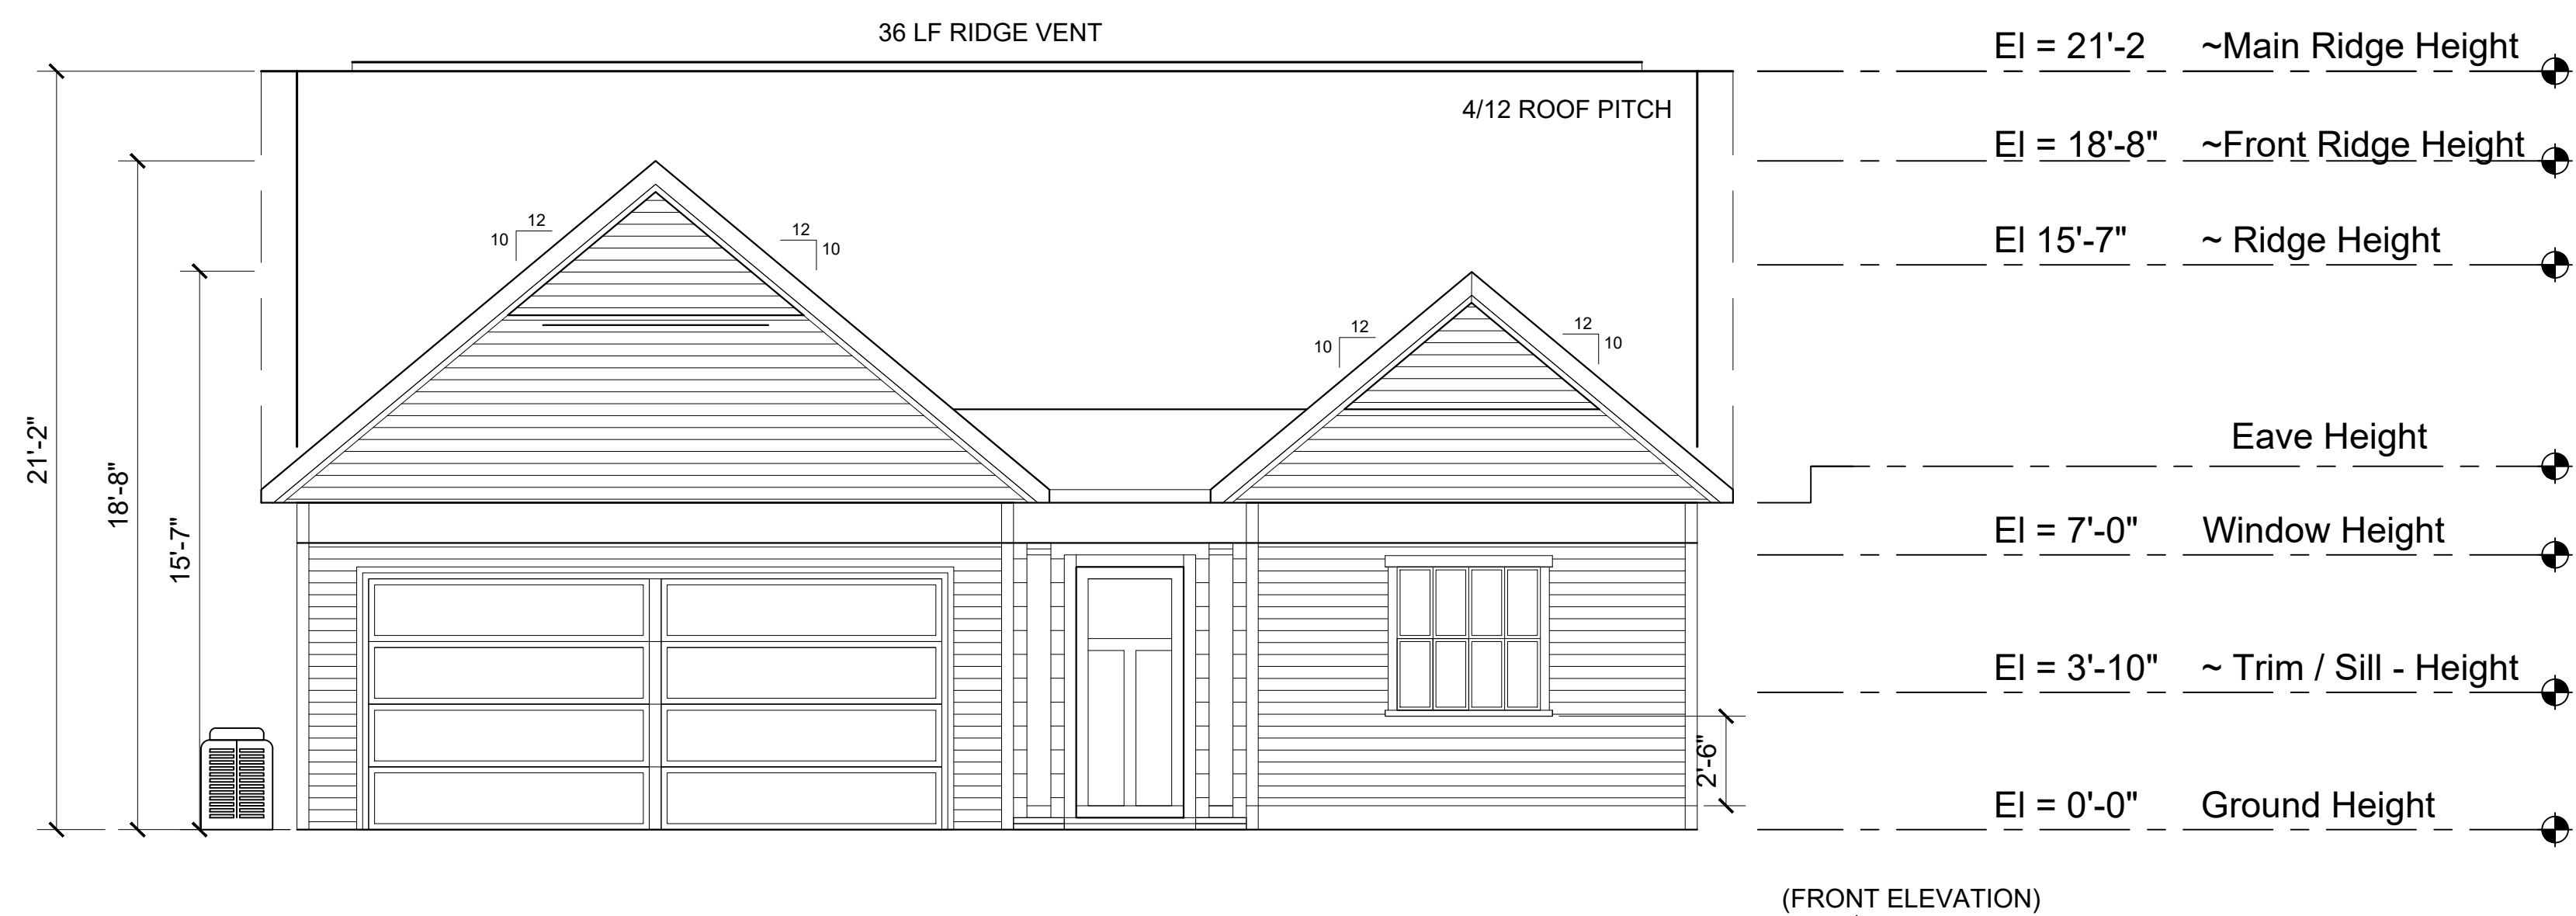 36 LF RIDGE VENT
El = 21'-2 ~Main Ridge Height
4/12 ROOF PITCH
El = 18'-8" ~Front Ridge Height
12
10
12
10
El 15'-7" ~ Ridge Height
12
10
12
10
21'-2"
18'-8"
15'-7"
Eave Height
El = 7'-0" Window Height
El = 3'-10" ~ Trim / Sill - Height
2'-6"
El = 0'-0" Ground Height
(FRONT ELEVATION)